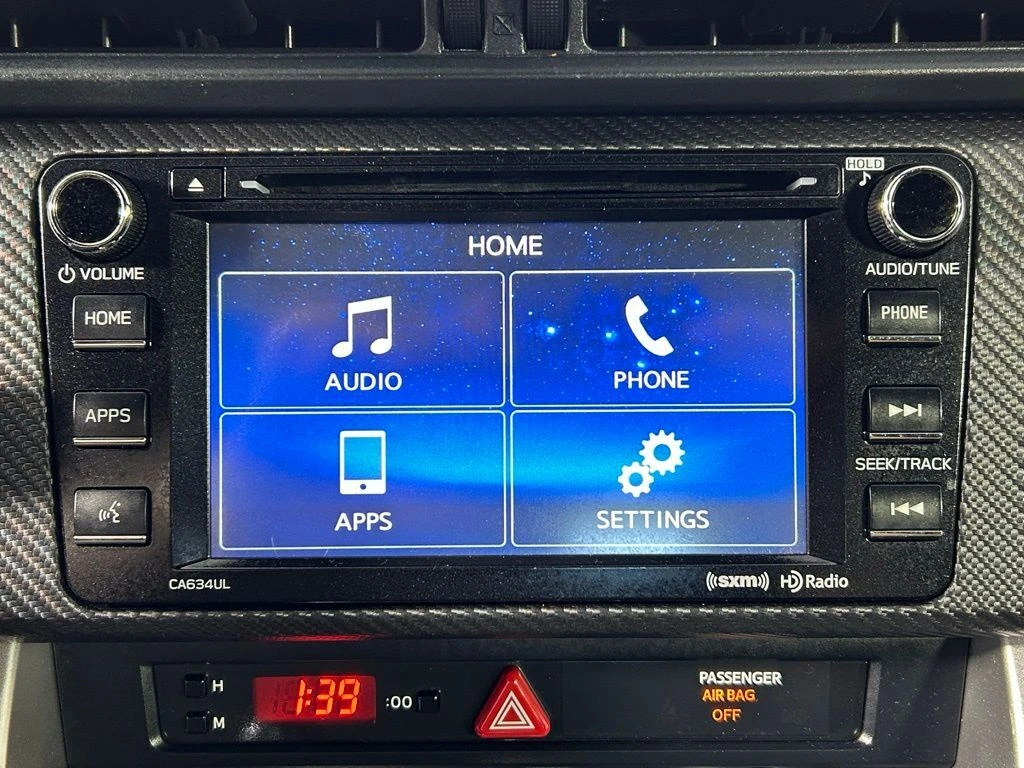 HOLD
VOLUME
AUDIO/TUNE
HOME
HOME
PHONE
AUDIO
PHONE
APPS
SEEK/TRACK
APPS
SETTINGS
CA634UL
((sxm)) HD Radio
H
1:39
:00
M
PASSENGER
AIR BAG
OFF